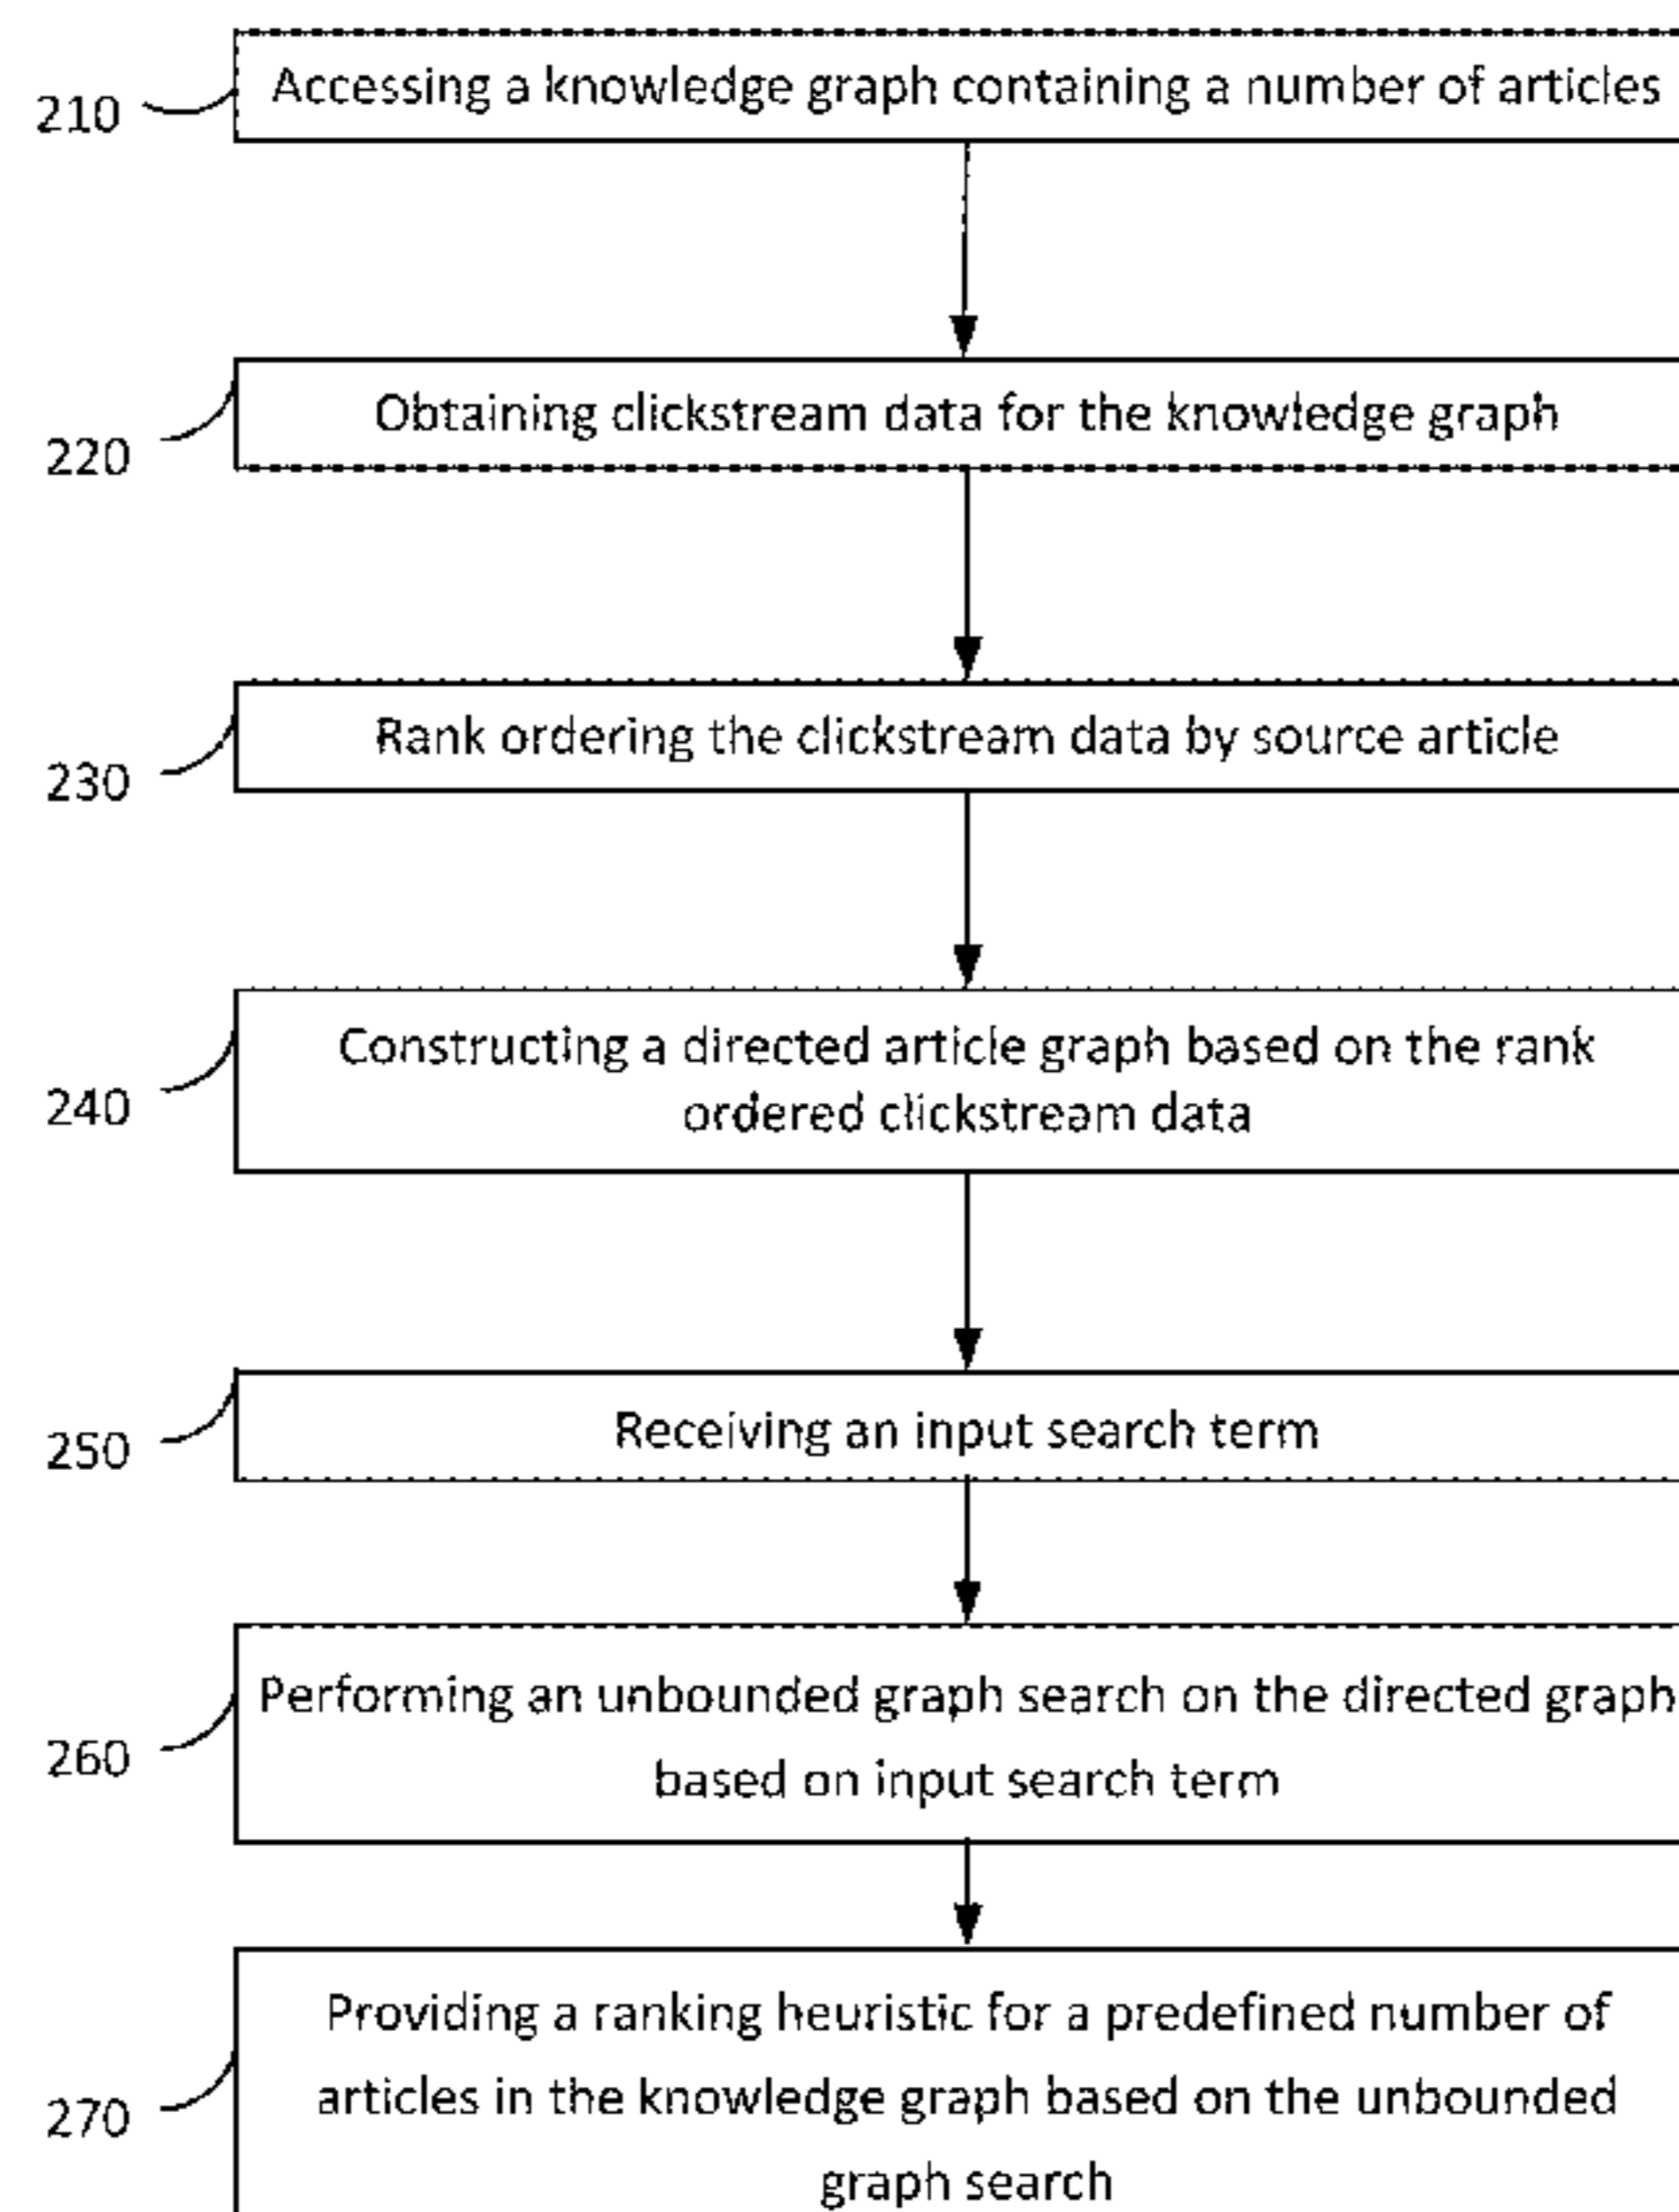 210
Accessing a knowledge graph containing a number of articles
220
Obtaining clickstream data for the knowledge graph
230
Rank ordering the clickstream data by source article
240
Constructing a directed article graph based on the rank
ordered clickstream data
250
Receiving an input search term
260
Performing an unbounded graph search on the directed graph
based on input search term
270
Providing a ranking heuristic for a predefined number of
articles in the knowledge graph based on the unbounded
graph search